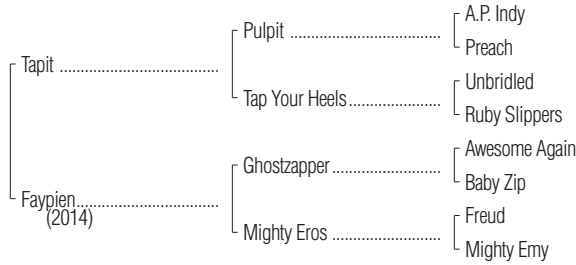 A.P. Indy
Pulpit
Preach
Tapit
Unbridled
Tap Your Heels
Ruby Slippers
Awesome Again
Ghostzapper
Baby Zip
Faypien
(2014)
Freud
Mighty Eros
Mighty Emy